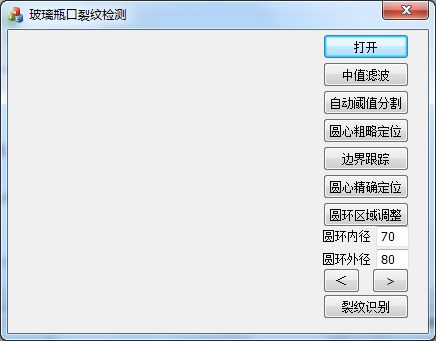 玻璃瓶口裂纹检测
打开
中值滤波
自动阈值分割
圆心粗略定位
边界跟踪
圆心精确定位
圆环区域调整
圆环内径 70
圆环外径 80
< >
裂纹识别